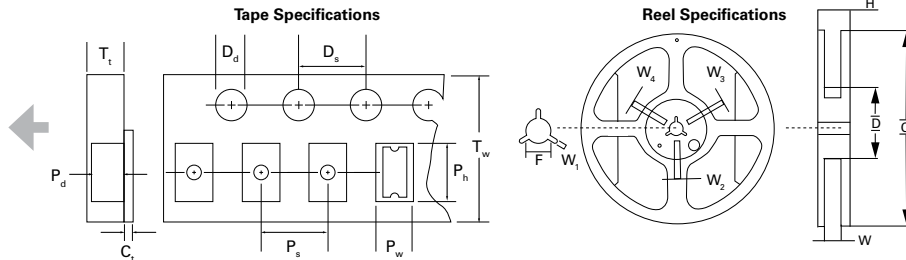 Tape Specifications
Reel Specifications
H
T t
D d
D s
W 4
W 3
T w
D
P d
P h
F
W 1
W 2
P s
P w
C t
W